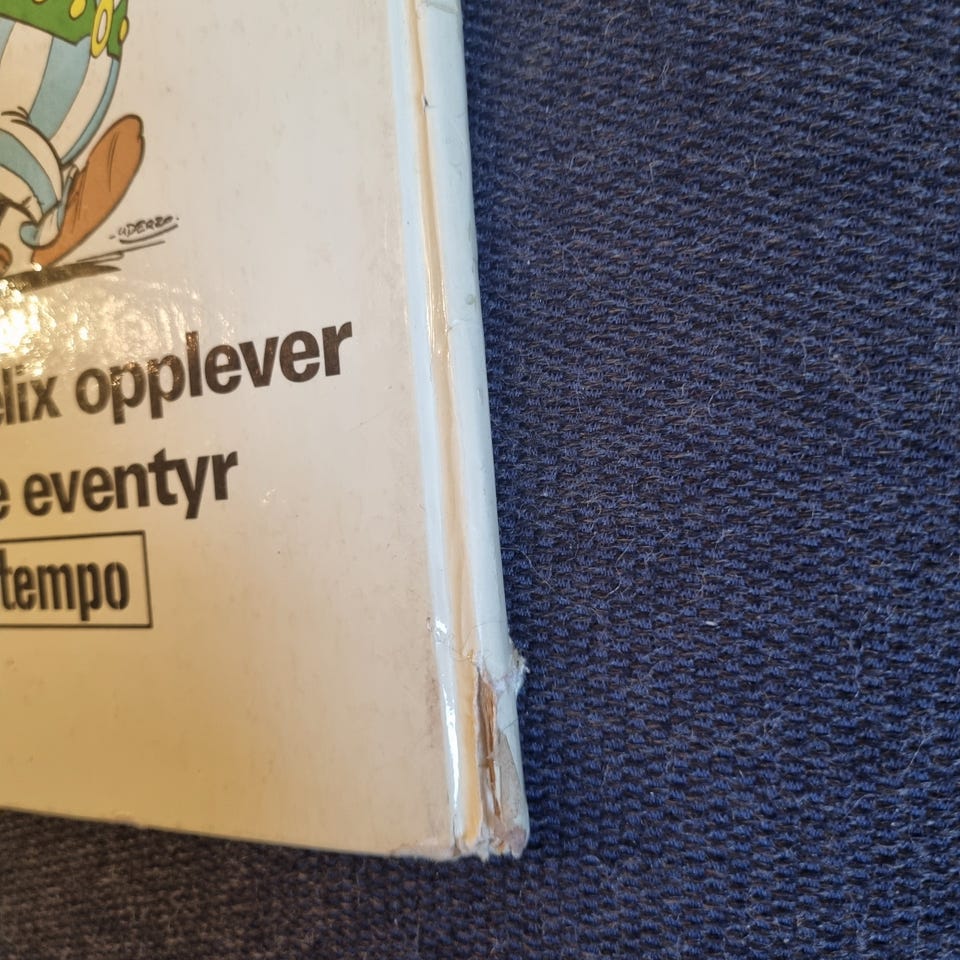 UDERZO
elix opplever
e eventyr
tempo